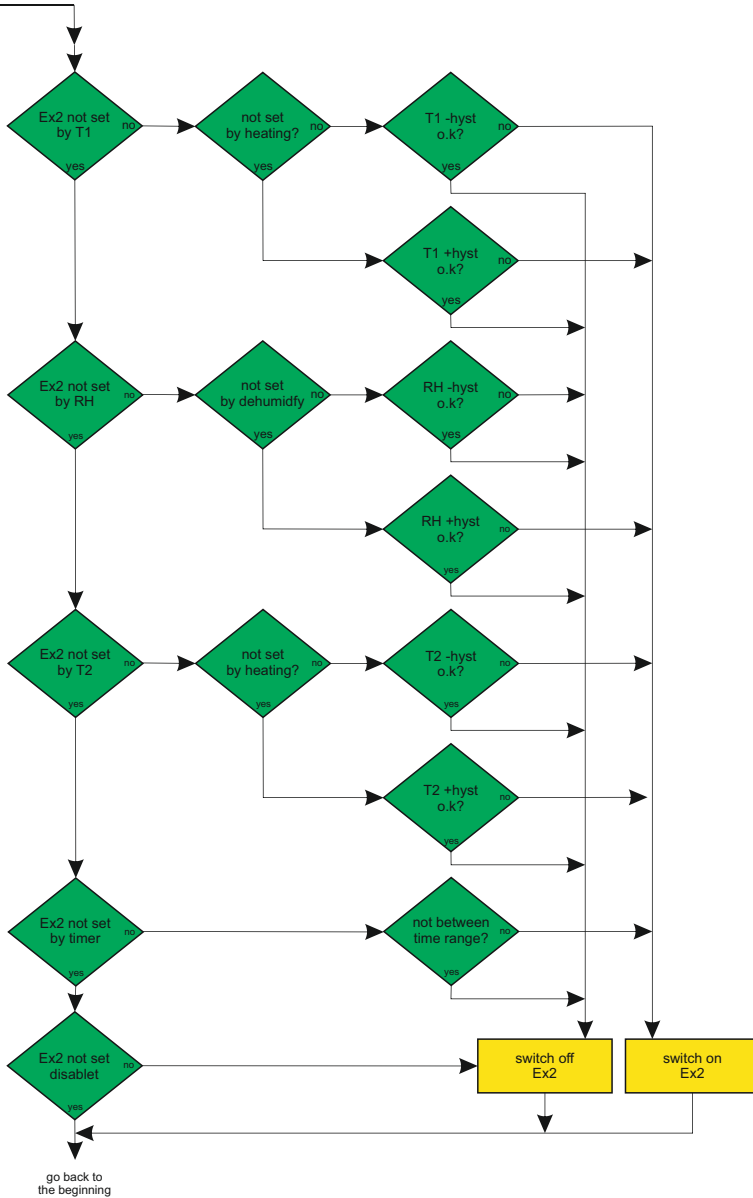 Ex2 not set
by T1
no
yes
not set
by heating?
no
yes
T1 -hyst
o.k?
no
yes
T1 +hyst
o.k?
no
yes
Ex2 not set
by RH
no
yes
not set
by dehumidfy
no
yes
RH -hyst
o.k?
no
yes
RH +hyst
o.k?
no
yes
Ex2 not set
by T2
no
yes
not set
by heating?
no
yes
T2 -hyst
o.k?
no
yes
T2 +hyst
o.k?
no
yes
Ex2 not set
by timer
no
yes
not between
time range?
no
yes
Ex2 not set
disablet
no
yes
switch off
Ex2
switch on
Ex2
go back to
the beginning